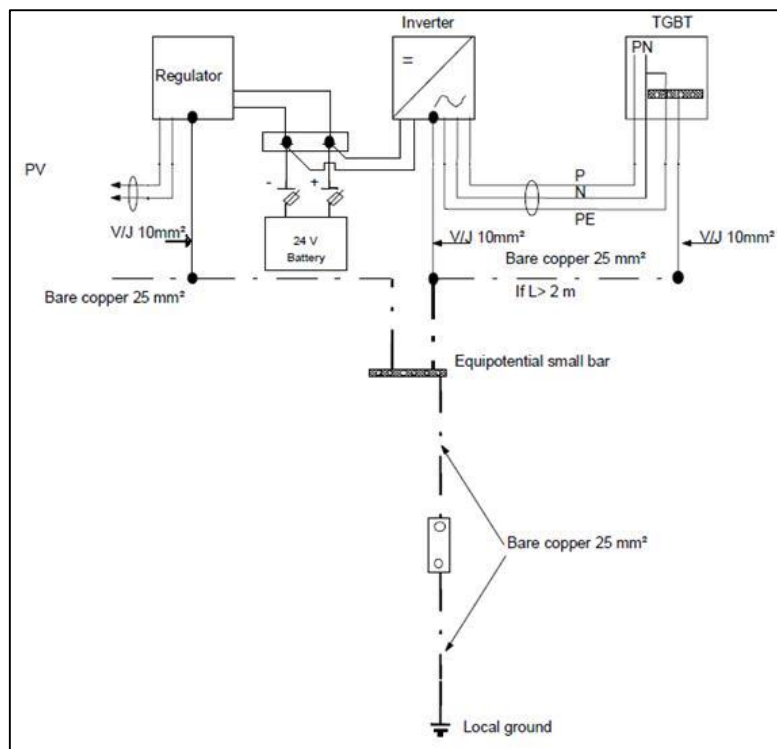 Inverter
TGBT
PN
Regulator
=
PV
- +
P
N
PE
V/J 10mm²
24 V
Battery
V/J 10mm²
V/J 10mm²
Bare copper 25 mm²
Bare copper 25 mm²
If L> 2 m
Equipotential small bar
Bare copper 25 mm²
Local ground